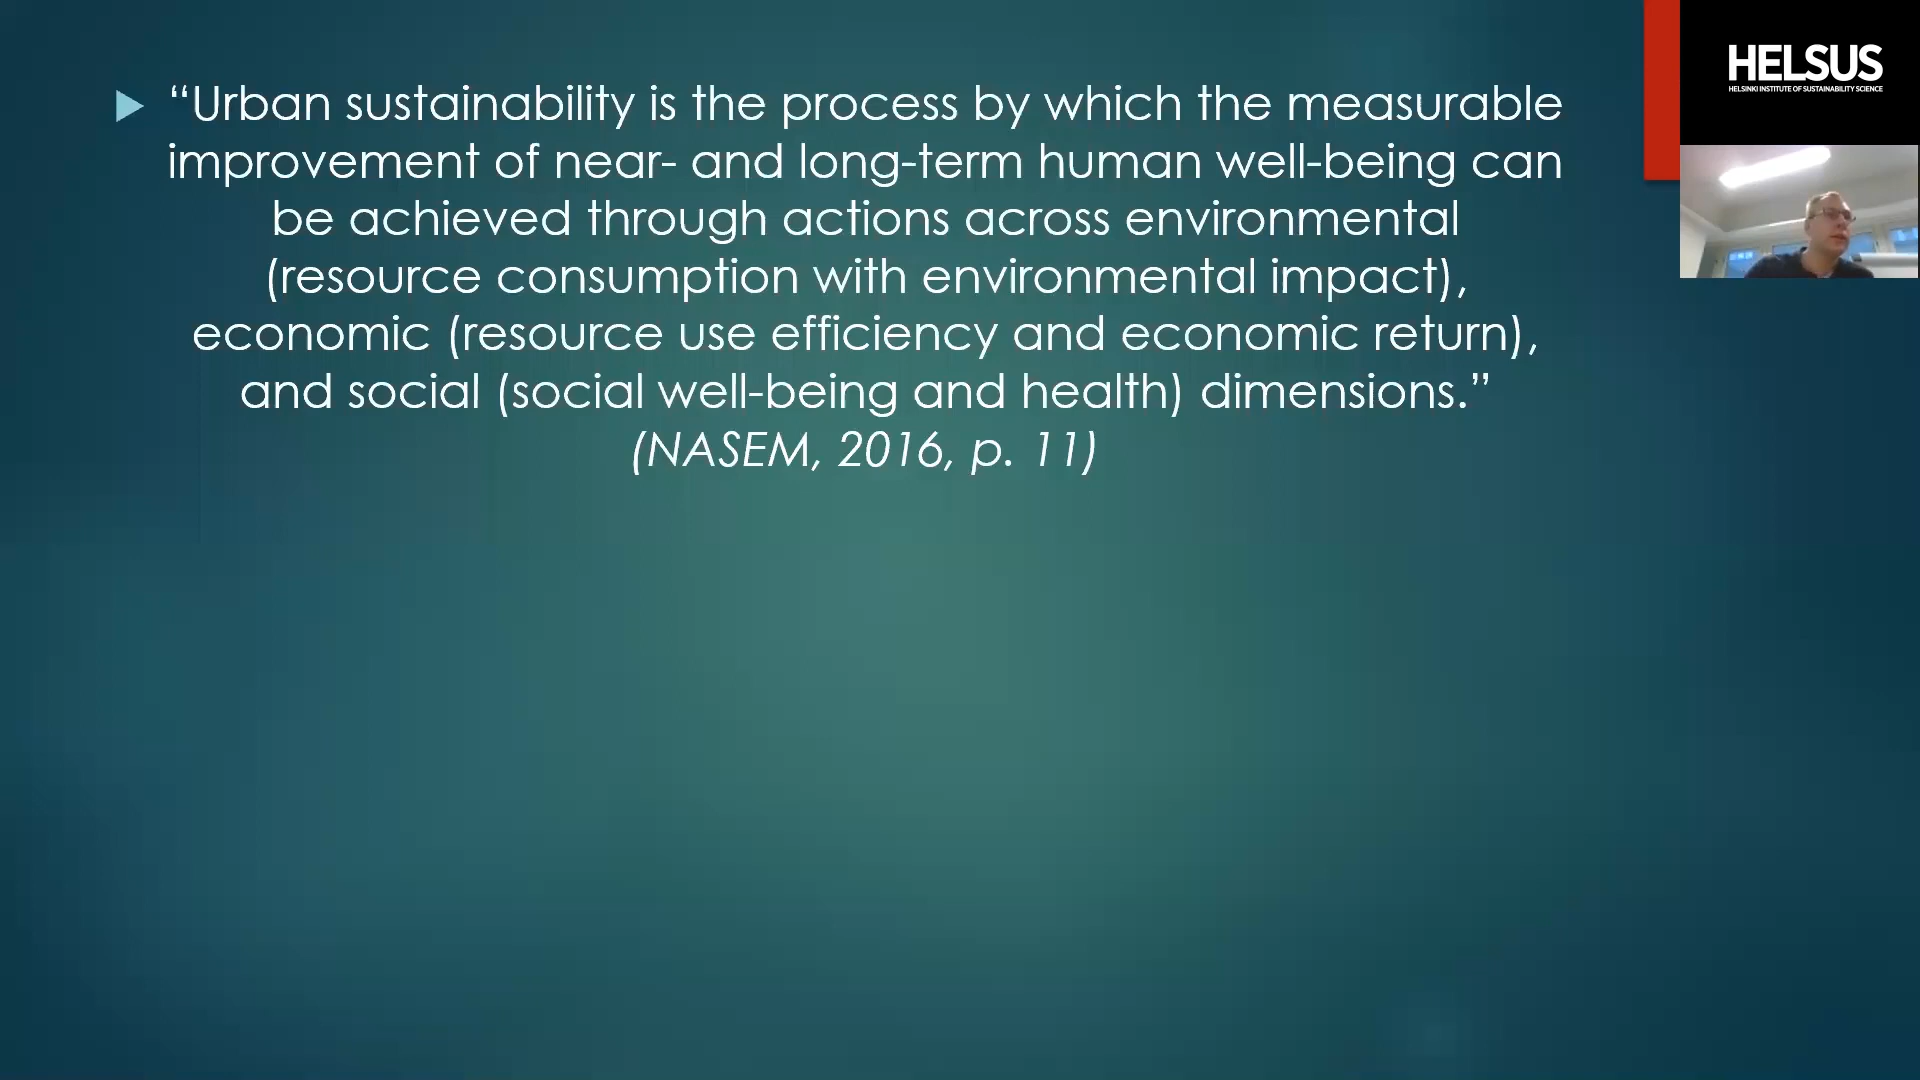 “Urban sustainability is the process by which the measurable
improvement of near- and long-term human well-being can
be achieved through actions across environmental
(resource consumption with environmental impact),
economic (resource use efficiency and economic return),
and social (social well-being and health) dimensions.”
(NASEM, 2016, p. 11)
HELSUS
HELSINKI INSTITUTE OF SUSTAINABILITY SCIENCE